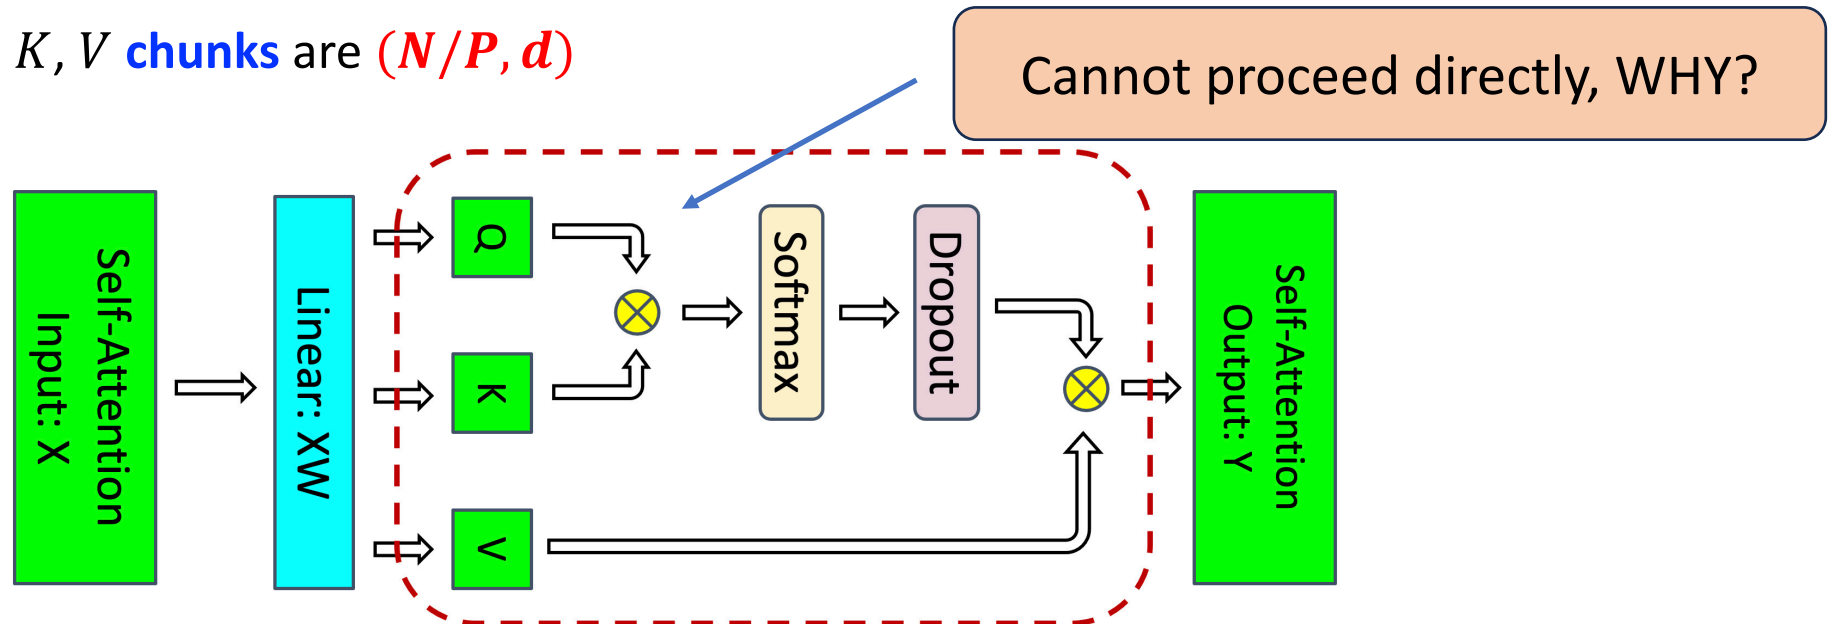 K, V chunks are (N/P, d)
Cannot proceed directly, WHY?
Self-Attention
Input: X
Linear: XW
Q
K
V
Softmax
Dropout
Self-Attention
Output: Y